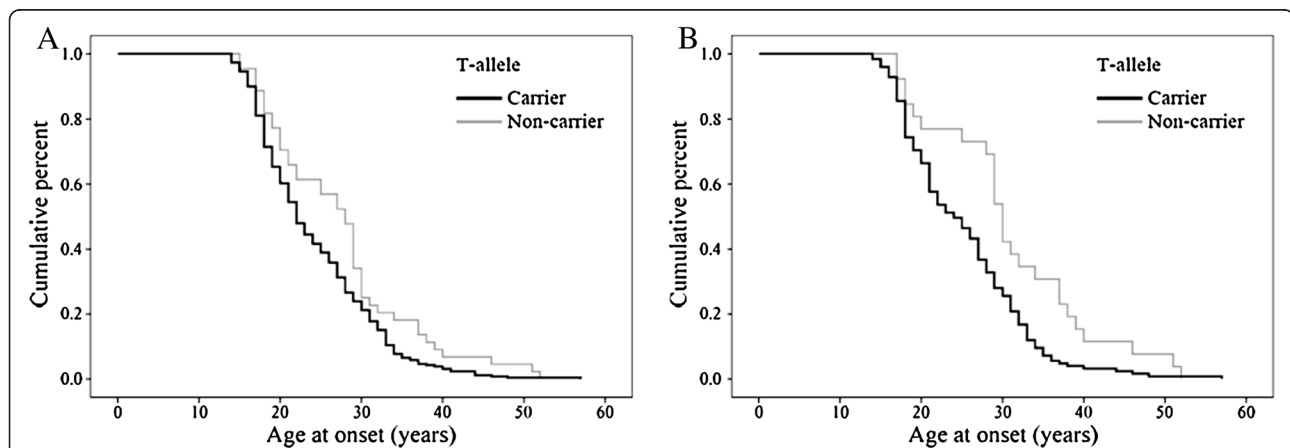 A
B
T-allele
Carrier
Non-carrier
Cumulative percent
1.0
0.8
0.6
0.4
0.2
0.0
0 10 20 30 40 50 60
Age at onset (years)
T-allele
Carrier
Non-carrier
Cumulative percent
1.0
0.8
0.6
0.4
0.2
0.0
0 10 20 30 40 50 60
Age at onset (years)